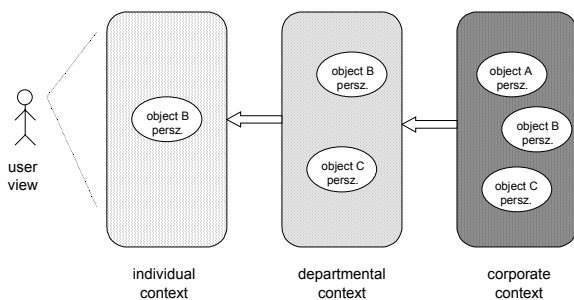 object B
persz.
object B
persz.
object C
persz.
object A
persz.
object B
persz.
object C
persz.
user
view
individual
context
departmental
context
corporate
context